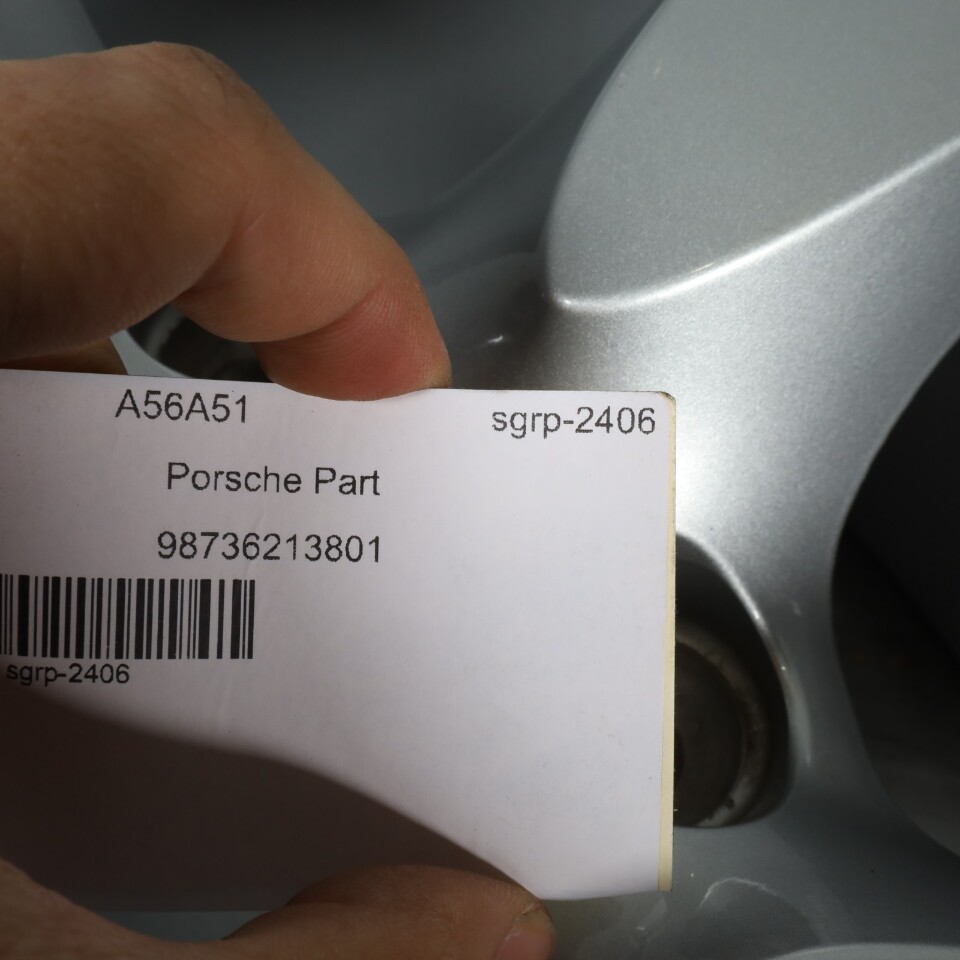 A56A51 sgrp-2406
Porsche Part
98736213801
sgrp-2406